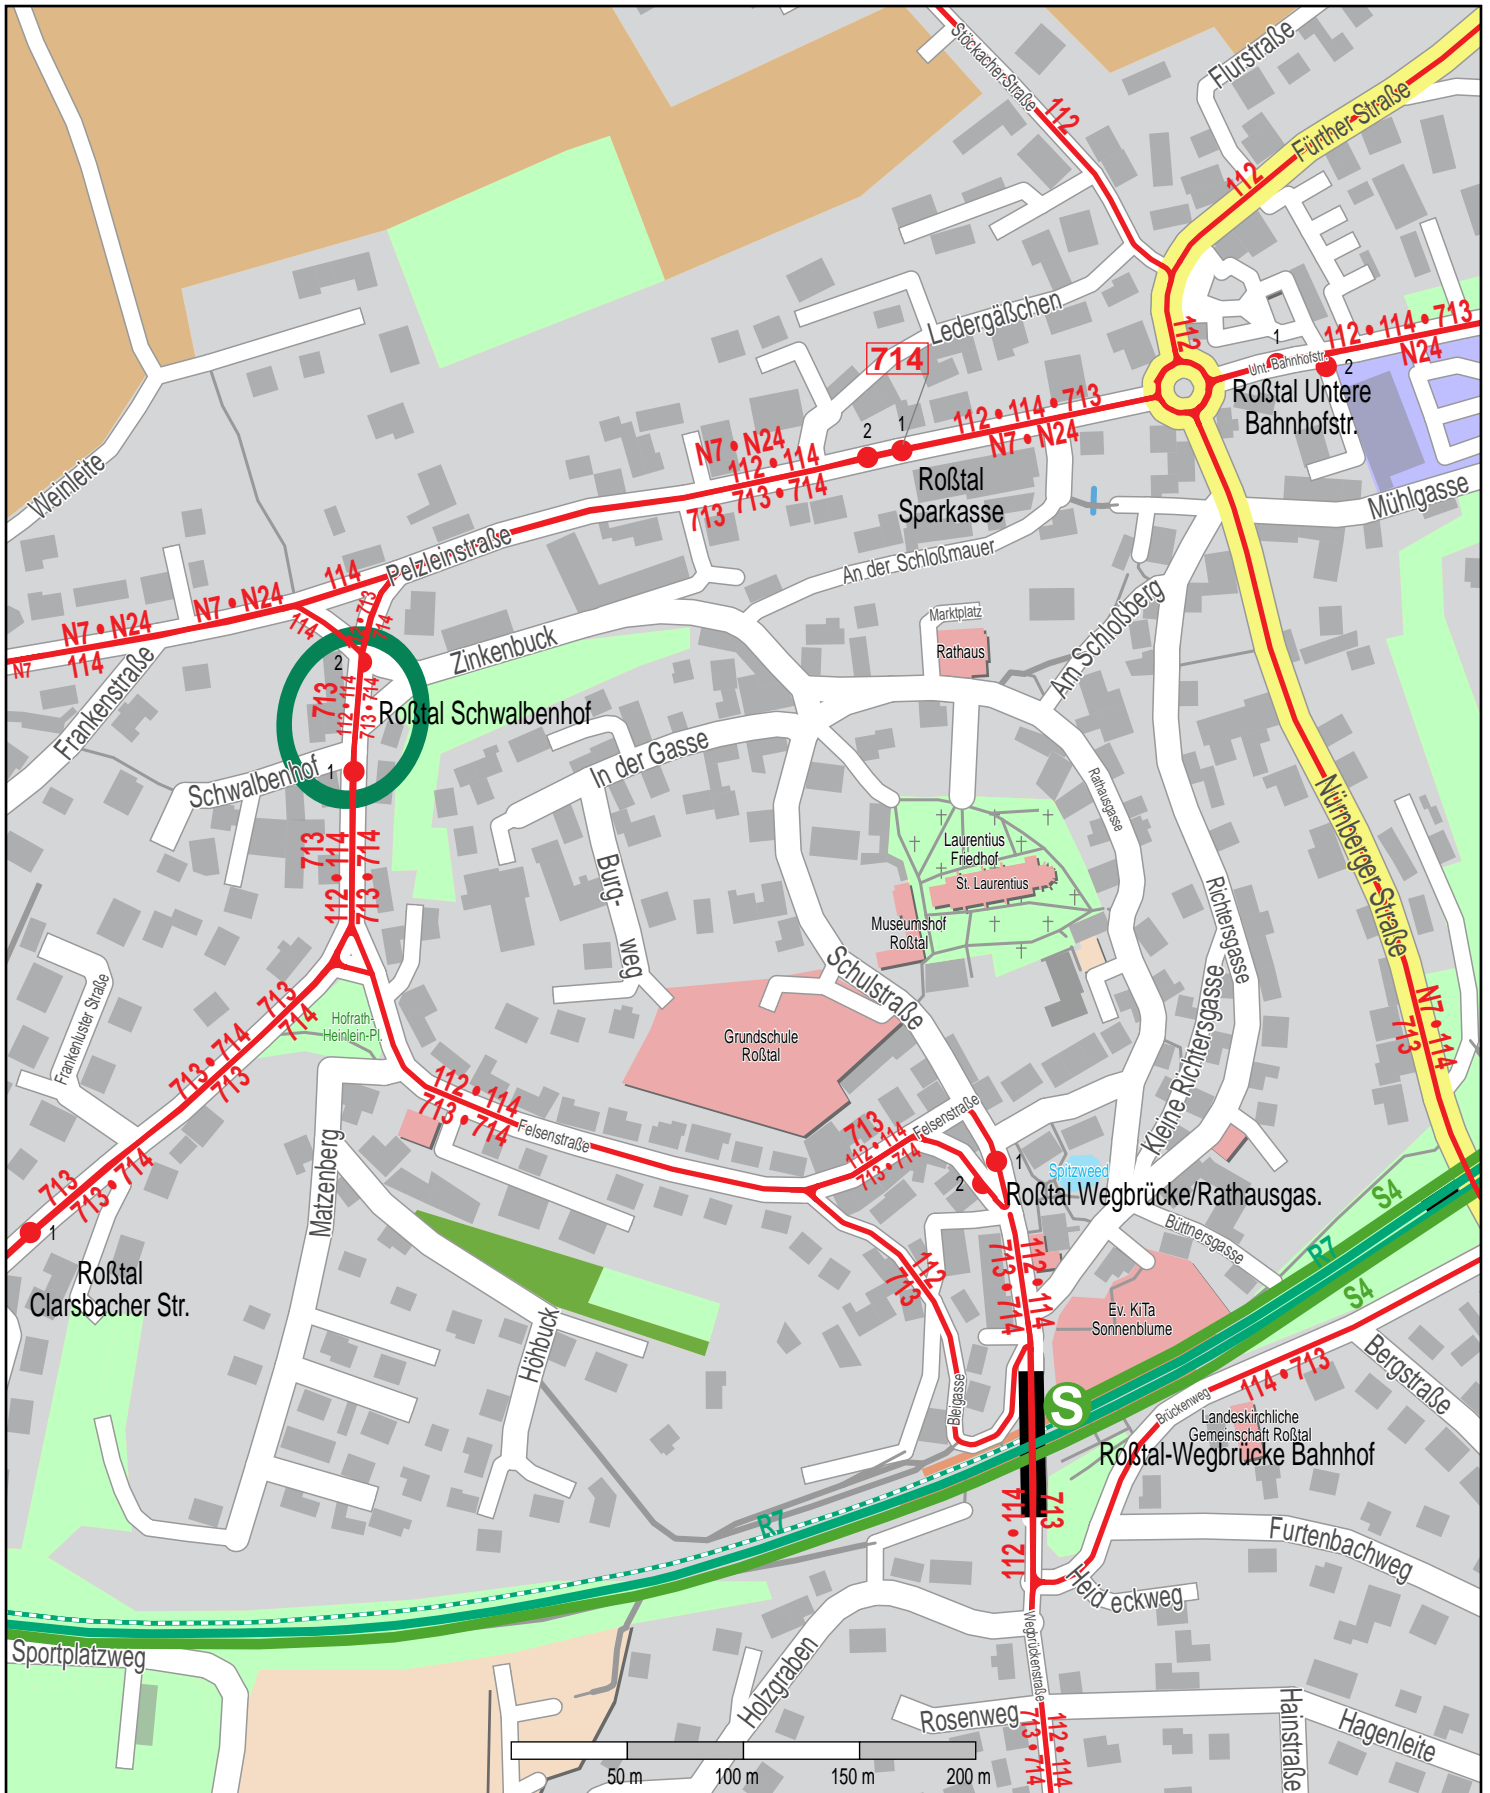 Stöckacher Straße
112
Flurstraße
Fürther Straße
112
Ledergäßchen
714
112
1
Unt. Bahnhofstr.
112 • 114 • 713
N24
2
Roßtal Untere
Bahnhofstr.
2
1
112 • 114 • 713
N7 • N24
N7 • N24
112 • 114
713
713 • 714
Roßtal
Sparkasse
Weinleite
Mühlgasse
Pelzleinstraße
An der Schloßmauer
114
N7 • N24
N7 • N24
114
N7
114
713
714
Marktplatz
Rathaus
Am Schloßberg
Zinkenbuck
Frankenstraße
2
713
112 • 114
713 • 714
Roßtal Schwalbenhof
In der Gasse
Schwalbenhof
1
Rathausgasse
Nürnberger Straße
713
112 • 114
713 • 714
Laurentius
Friedhof
St. Laurentius
Burg-
weg
Museumshof
Roßtal
Richtersgasse
Schulstraße
Kleine Richtersgasse
Frankenluster Straße
713
714
Hofrath-
Heinlein-Pl.
Grundschule
Roßtal
N7 • 114
713
713 • 714
713
112 • 114
713 • 714
Felsenstraße
713
112 • 114
713 • 714
Felsenstraße
Matzenberg
713
713 • 714
1
1
2
Spitzweed
Roßtal Wegbrücke/Rathausgas.
S4
Büttnersgasse
R7
Roßtal
Clarsbacher Str.
112
713
112 • 114
713 • 714
Ev. KiTa
Sonnenblume
S4
Höhbuck
Bergstraße
114 • 713
Bleigasse
S
Brückenweg
Landeskirchliche
Gemeinschaft Roßtal
Roßtal-Wegbrücke Bahnhof
R7
112 • 114
713
Furtenbachweg
Heid eckweg
Sportplatzweg
Wegbrückenstraße
Holzgraben
Rosenweg
713 • 714
112 • 114
Hainstraße
Hagenleite
50 m
100 m
150 m
200 m